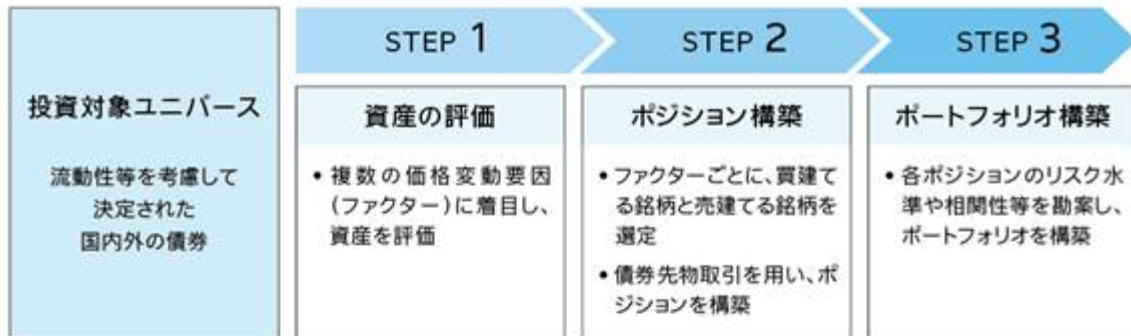 投資対象ユニバース
流動性等を考慮して
決定された
国内外の債券
STEP 1
資産の評価
• 複数の価格変動要因
(ファクター)に着目し、
資産を評価
STEP 2
ポジション構築
• ファクターごとに、買建て
る銘柄と売建てる銘柄を
選定
• 債券先物取引を用い、ポ
ジションを構築
STEP 3
ポートフォリオ構築
• 各ポジションのリスク水
準や相関性等を勘案し、
ポートフォリオを構築